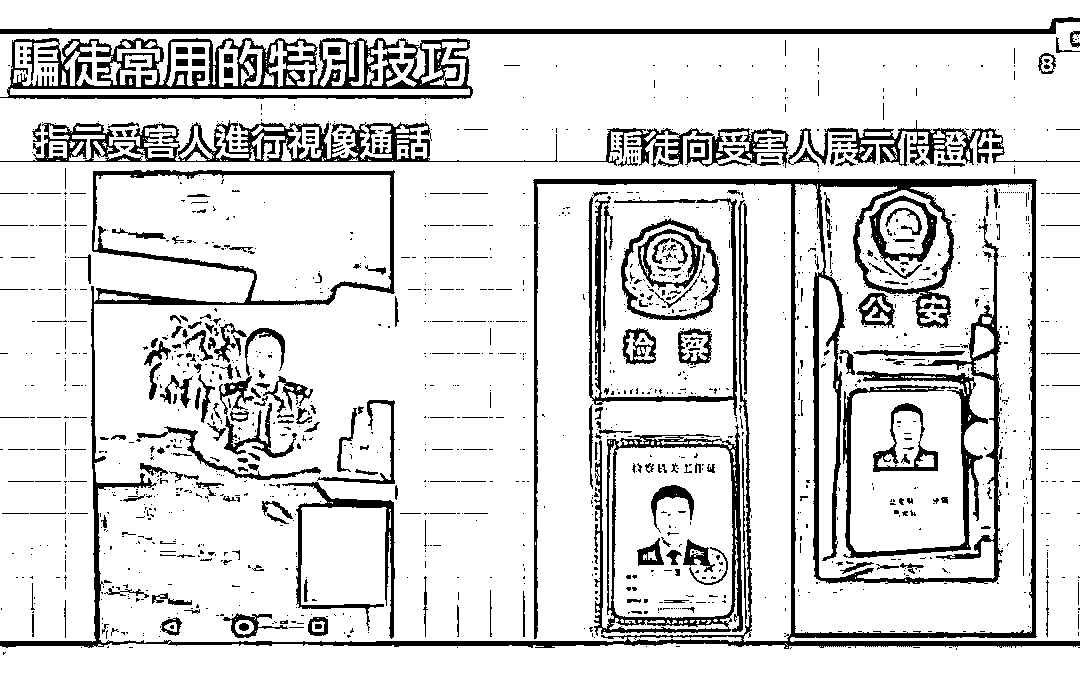 騙徒常用的特別技巧
8
指示受害人進行視像通話
騙徒向受害人展示假證件
检察
公安
检察机关工作证